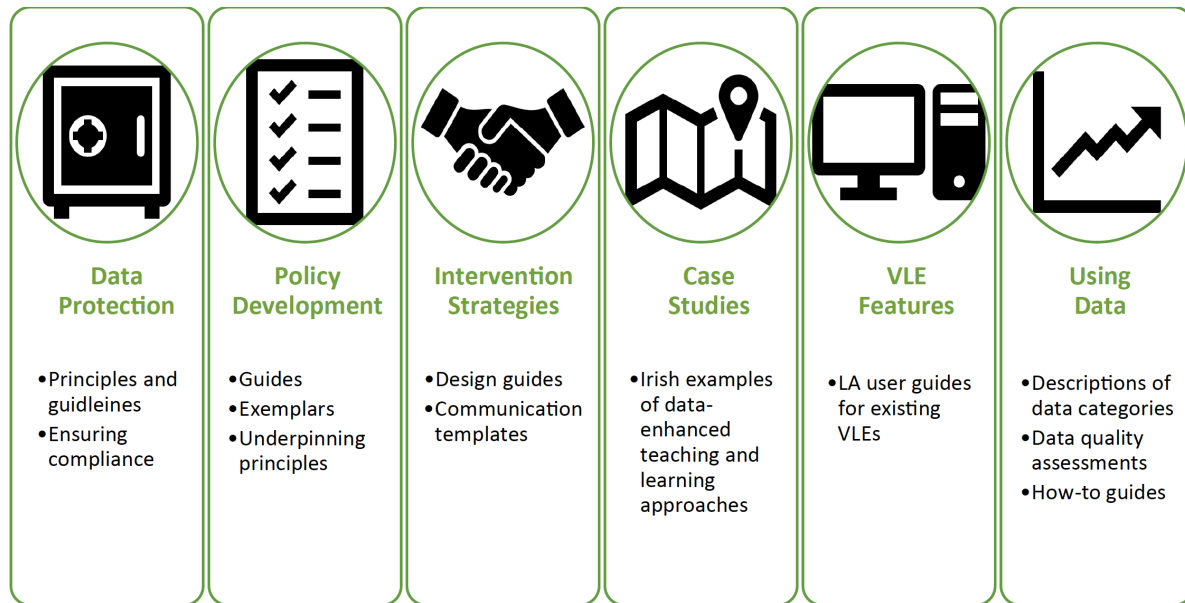 Data
Protection
•Principles and
guidleines
•Ensuring
compliance
Policy
Development
•Guides
•Exemplars
•Underpinning
principles
Intervention
Strategies
•Design guides
•Communication
templates
Case
Studies
•Irish examples
of data-
enhanced
teaching and
learning
approaches
VLE
Features
•LA user guides
for existing
VLEs
Using
Data
•Descriptions of
data categories
•Data quality
assessments
•How-to guides